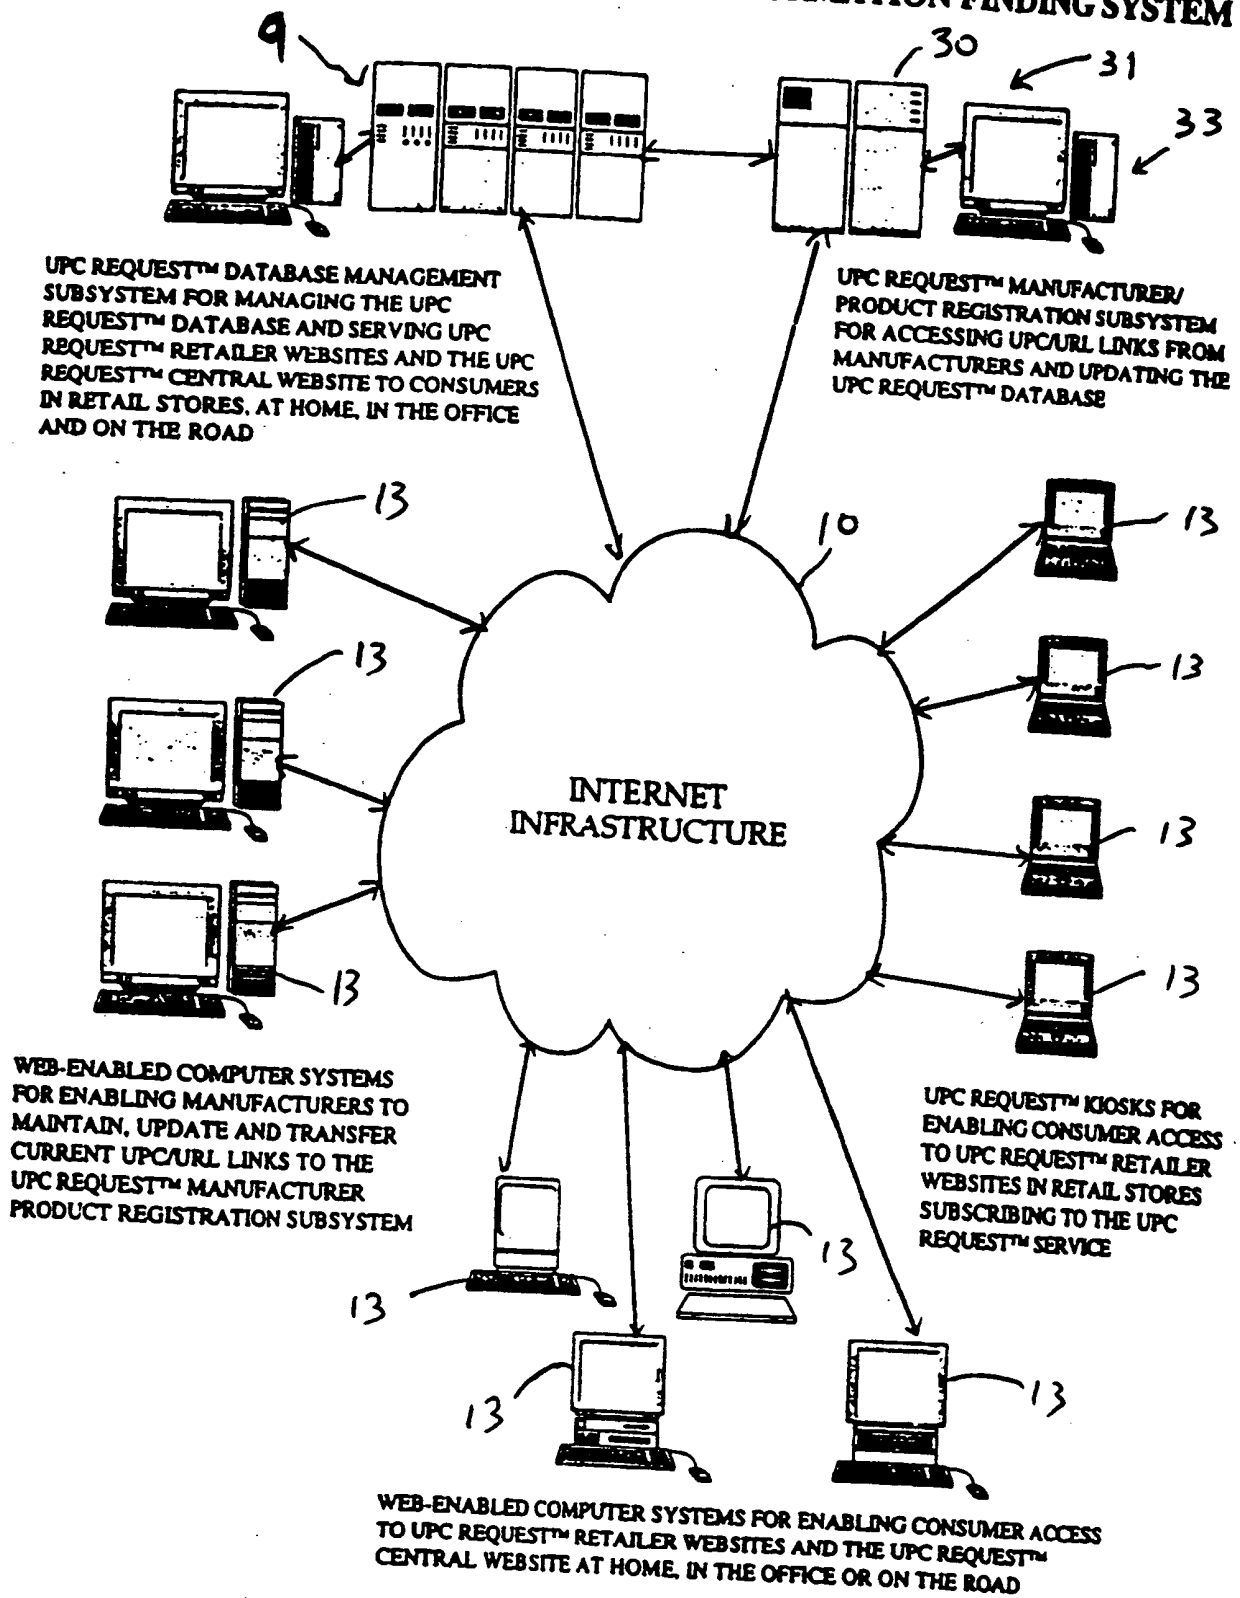 FINDING SYSTEM
9
30
31
33
UPC REQUEST™ DATABASE MANAGEMENT
SUBSYSTEM FOR MANAGING THE UPC
REQUEST™ DATABASE AND SERVING UPC
REQUEST™ RETAILER WEBSITES AND THE UPC
REQUEST™ CENTRAL WEBSITE TO CONSUMERS
IN RETAIL STORES, AT HOME, IN THE OFFICE
AND ON THE ROAD
UPC REQUEST™ MANUFACTURER/
PRODUCT REGISTRATION SUBSYSTEM
FOR ACCESSING UPC/URL LINKS FROM
MANUFACTURERS AND UPDATING THE
UPC REQUEST™ DATABASE
13
10
13
13
13
INTERNET
INFRASTRUCTURE
13
13
13
WEB-ENABLED COMPUTER SYSTEMS
FOR ENABLING MANUFACTURERS TO
MAINTAIN, UPDATE AND TRANSFER
CURRENT UPC/URL LINKS TO THE
UPC REQUEST™ MANUFACTURER
PRODUCT REGISTRATION SUBSYSTEM
UPC REQUEST™ KIOSKS FOR
ENABLING CONSUMER ACCESS
TO UPC REQUEST™ RETAILER
WEBSITES IN RETAIL STORES
SUBSCRIBING TO THE UPC
REQUEST™ SERVICE
13
13
13
13
WEB-ENABLED COMPUTER SYSTEMS FOR ENABLING CONSUMER ACCESS
TO UPC REQUEST™ RETAILER WEBSITES AND THE UPC REQUEST™
CENTRAL WEBSITE AT HOME, IN THE OFFICE OR ON THE ROAD